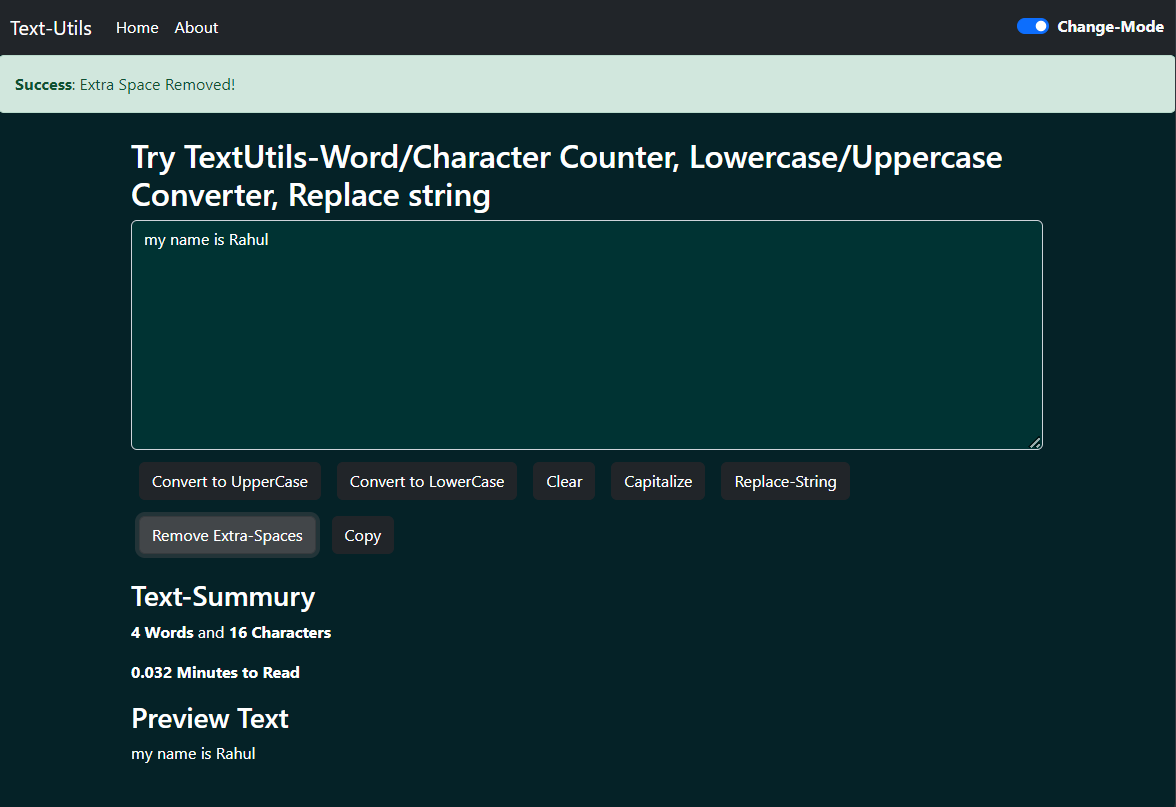 Text-Utils Home About Change-Mode
Success: Extra Space Removed!
Try TextUtils-Word/Character Counter, Lowercase/Uppercase
Converter, Replace string
my name is Rahul
Convert to UpperCase Convert to LowerCase Clear Capitalize Replace-String
Remove Extra-Spaces Copy
Text-Summury
4 Words and 16 Characters
0.032 Minutes to Read
Preview Text
my name is Rahul